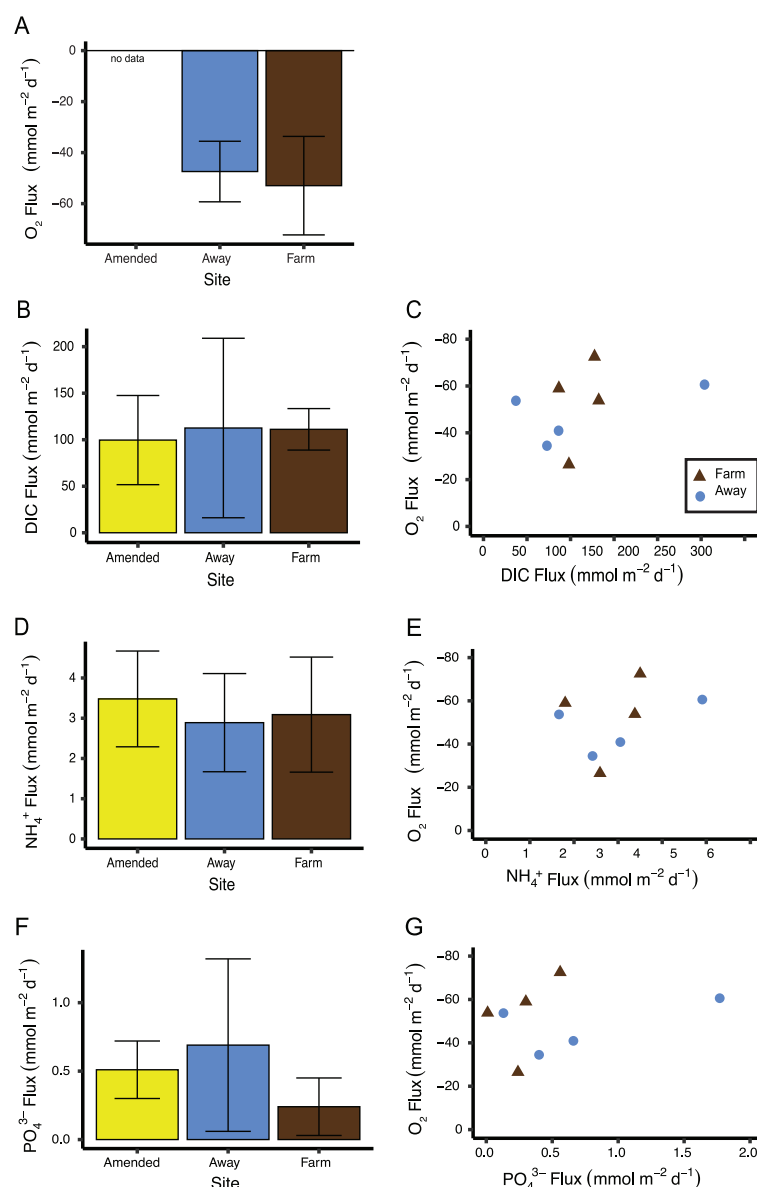 A
O₂ Flux (mmol m⁻² d⁻¹)
0
−20
−40
−60
no data
Amended Away Farm
Site
B
DIC Flux (mmol m⁻² d⁻¹)
200
150
100
50
0
Amended Away Farm
Site
C
O₂ Flux (mmol m⁻² d⁻¹)
−80
−60
−40
−20
0
Farm
Away
0 50 100 150 200 250 300
DIC Flux (mmol m⁻² d⁻¹)
D
NH₄⁺ Flux (mmol m⁻² d⁻¹)
4
3
2
1
0
Amended Away Farm
Site
E
O₂ Flux (mmol m⁻² d⁻¹)
−80
−60
−40
−20
0
0 1 2 3 4 5 6
NH₄⁺ Flux (mmol m⁻² d⁻¹)
F
PO₄³⁻ Flux (mmol m⁻² d⁻¹)
1.0
0.5
0.0
Amended Away Farm
Site
G
O₂ Flux (mmol m⁻² d⁻¹)
−80
−60
−40
−20
0
0.0 0.5 1.0 1.5 2.0
PO₄³⁻ Flux (mmol m⁻² d⁻¹)